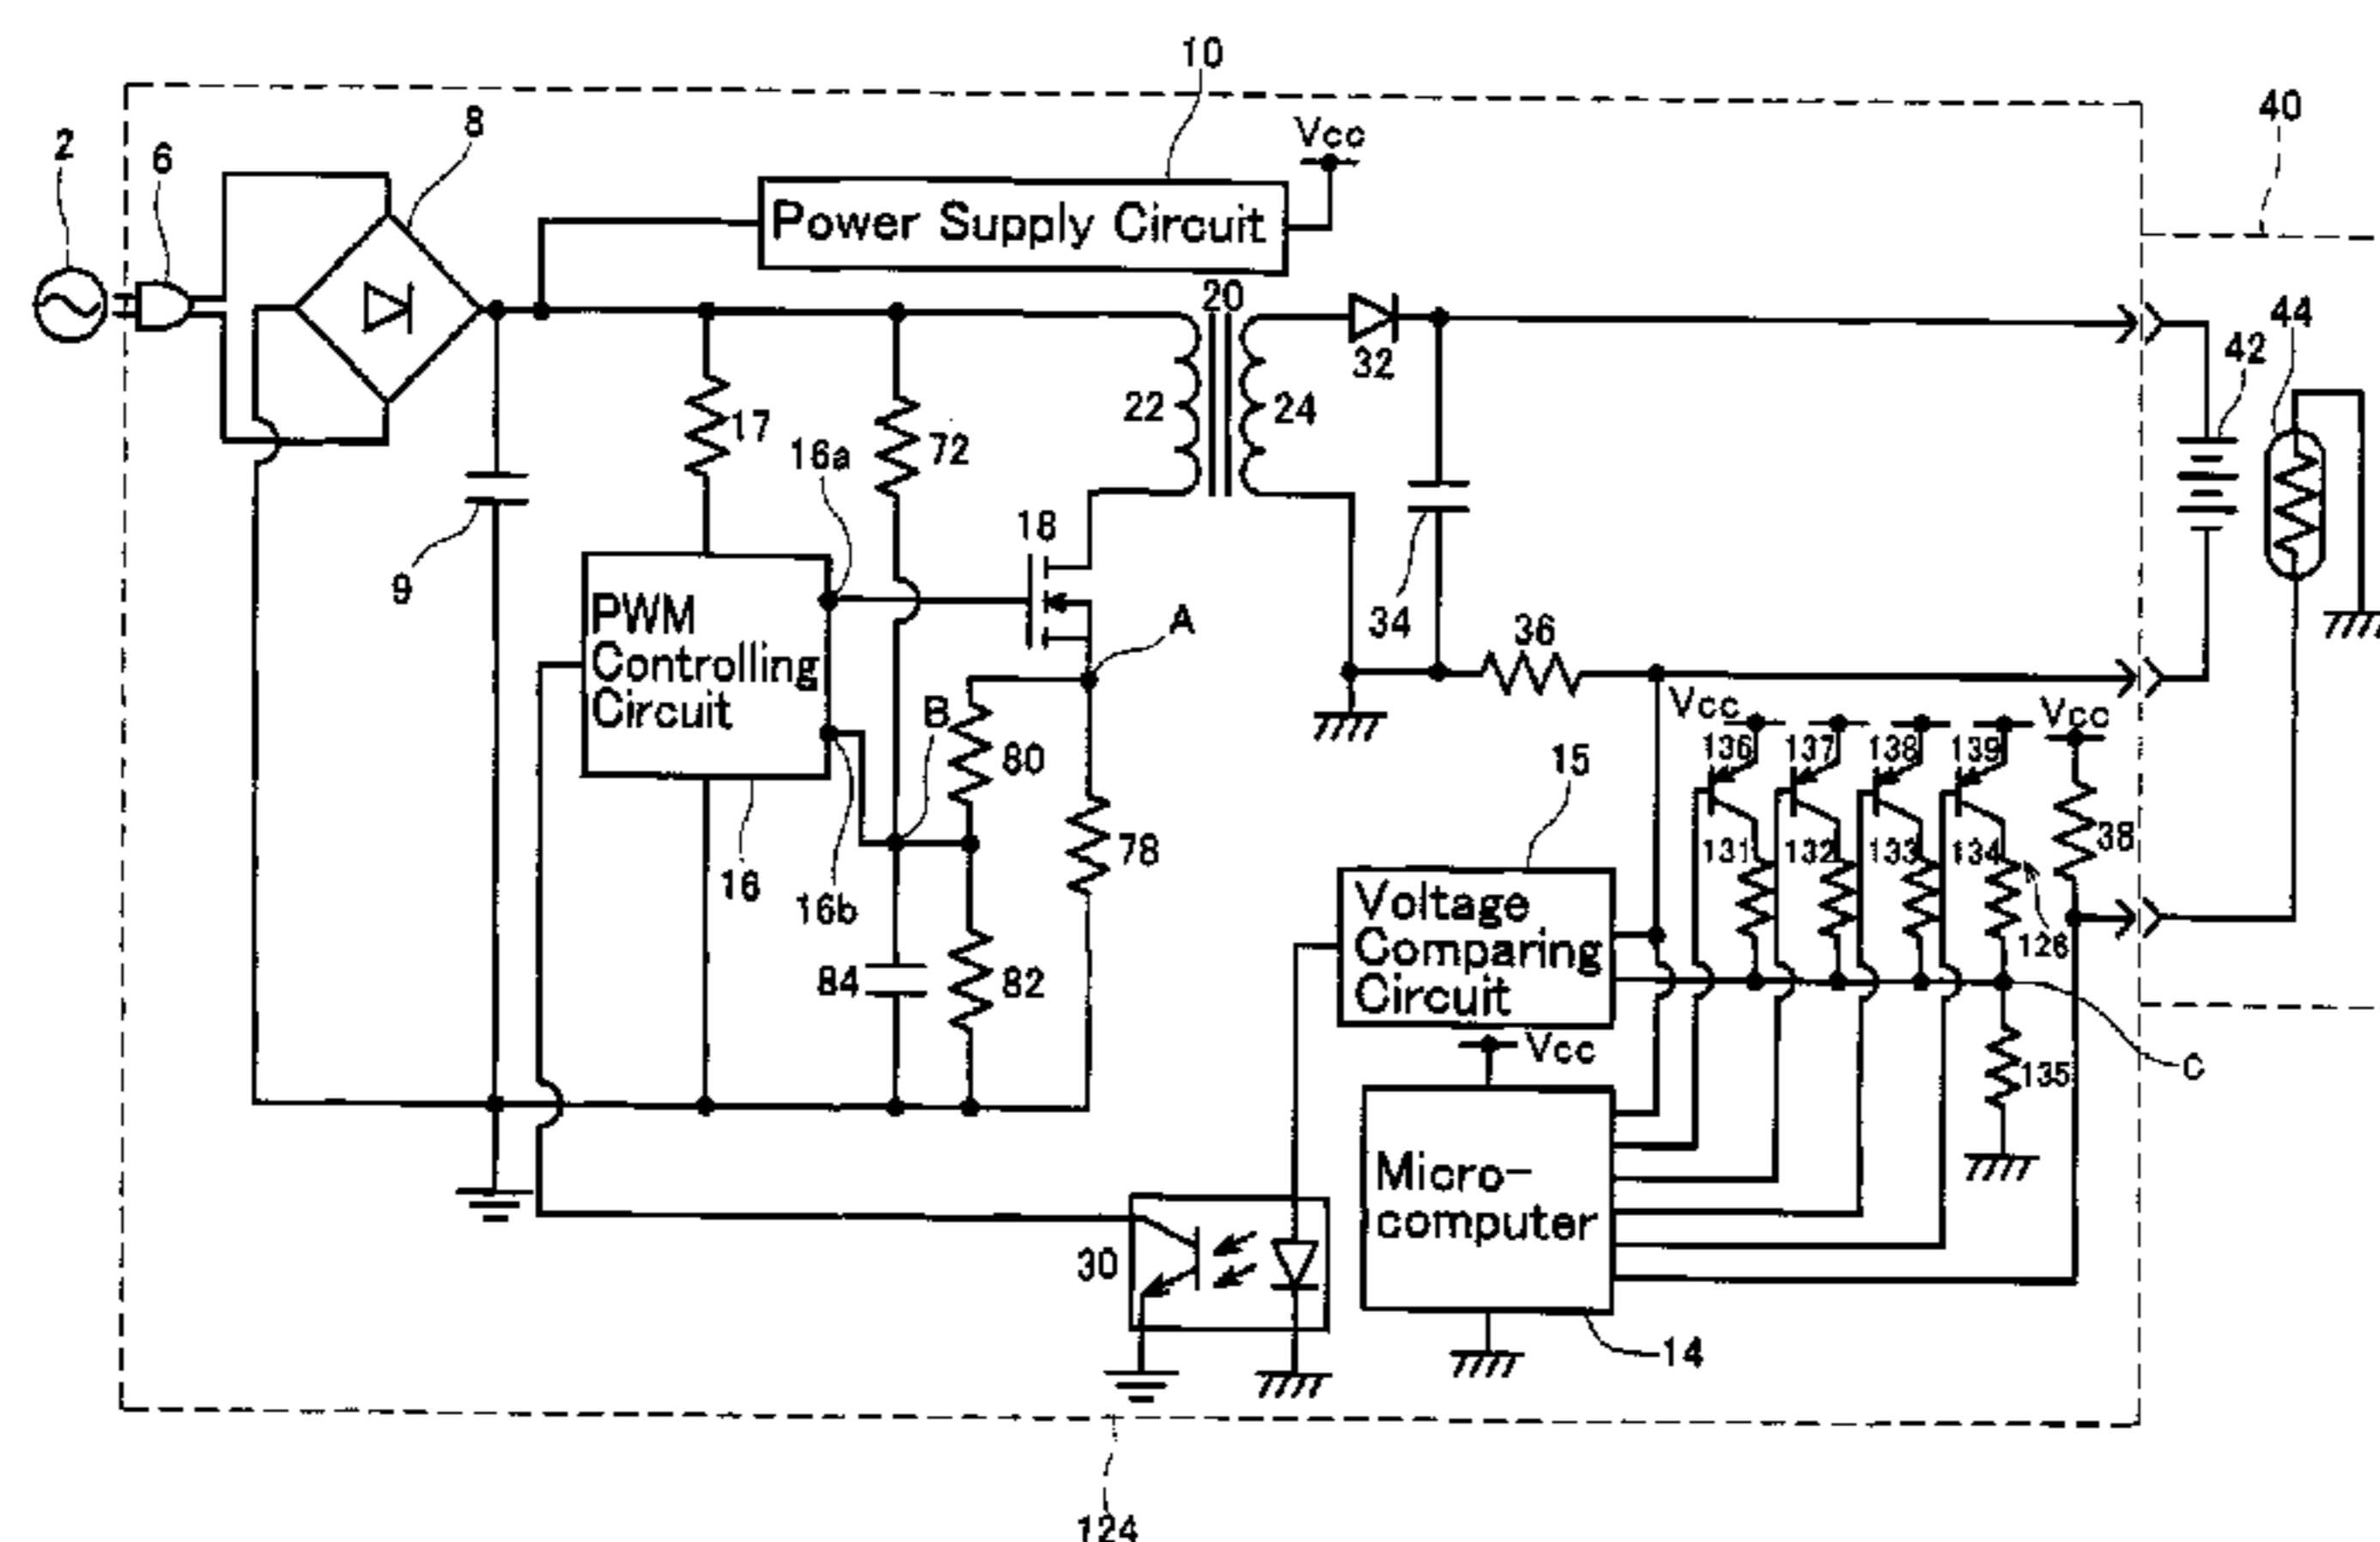 10
40
2
6
8
Vcc
Power Supply Circuit
20
44
32
42
22
24
17
72
16a
18
9
34
36
A
PWM
Controlling
Circuit
B
80
Vcc
Vcc
136
137
138
139
15
78
38
131
132
133
134
16
16b
Voltage
Comparing
Circuit
126
84
82
Vcc
135
C
Micro-
computer
30
14
124